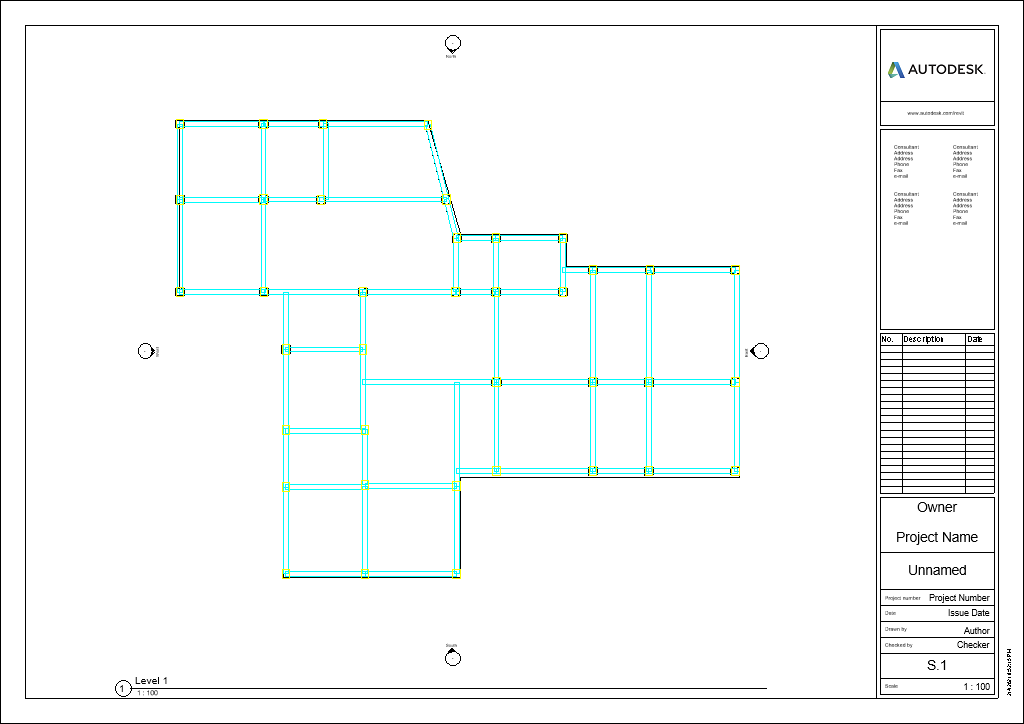 North
AUTODESK.
www.autodesk.com/revit
Consultant
Address
Address
Phone
Fax
e-mail
Consultant
Address
Address
Phone
Fax
e-mail
Consultant
Address
Address
Phone
Fax
e-mail
Consultant
Address
Address
Phone
Fax
e-mail
No. Description Date
Owner
Project Name
Unnamed
Project number Project Number
Date Issue Date
Drawn by Author
Checked by Checker
S.1
Scale 1 : 100
South
1 Level 1
1 : 100